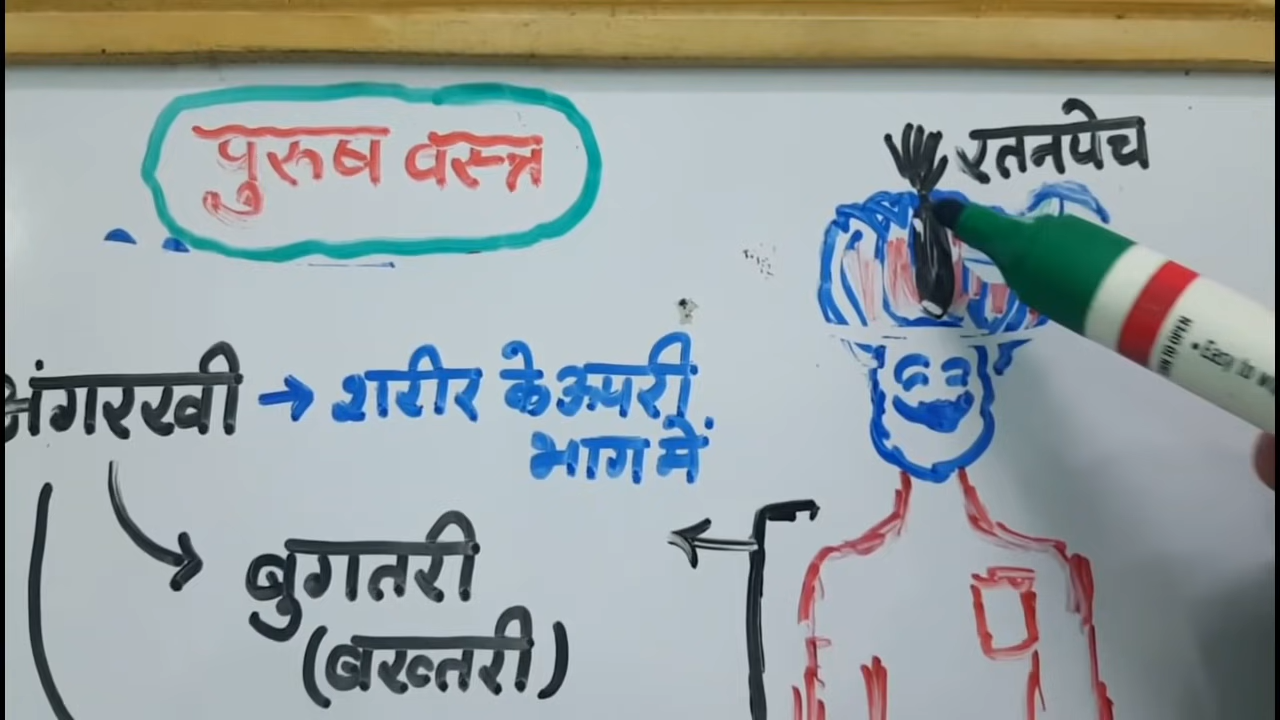 पुरुष वस्त्र
रतनपेच
अंगरखी → शरीर के ऊपरी
भाग में
बुगतरी
(बख्तरी)